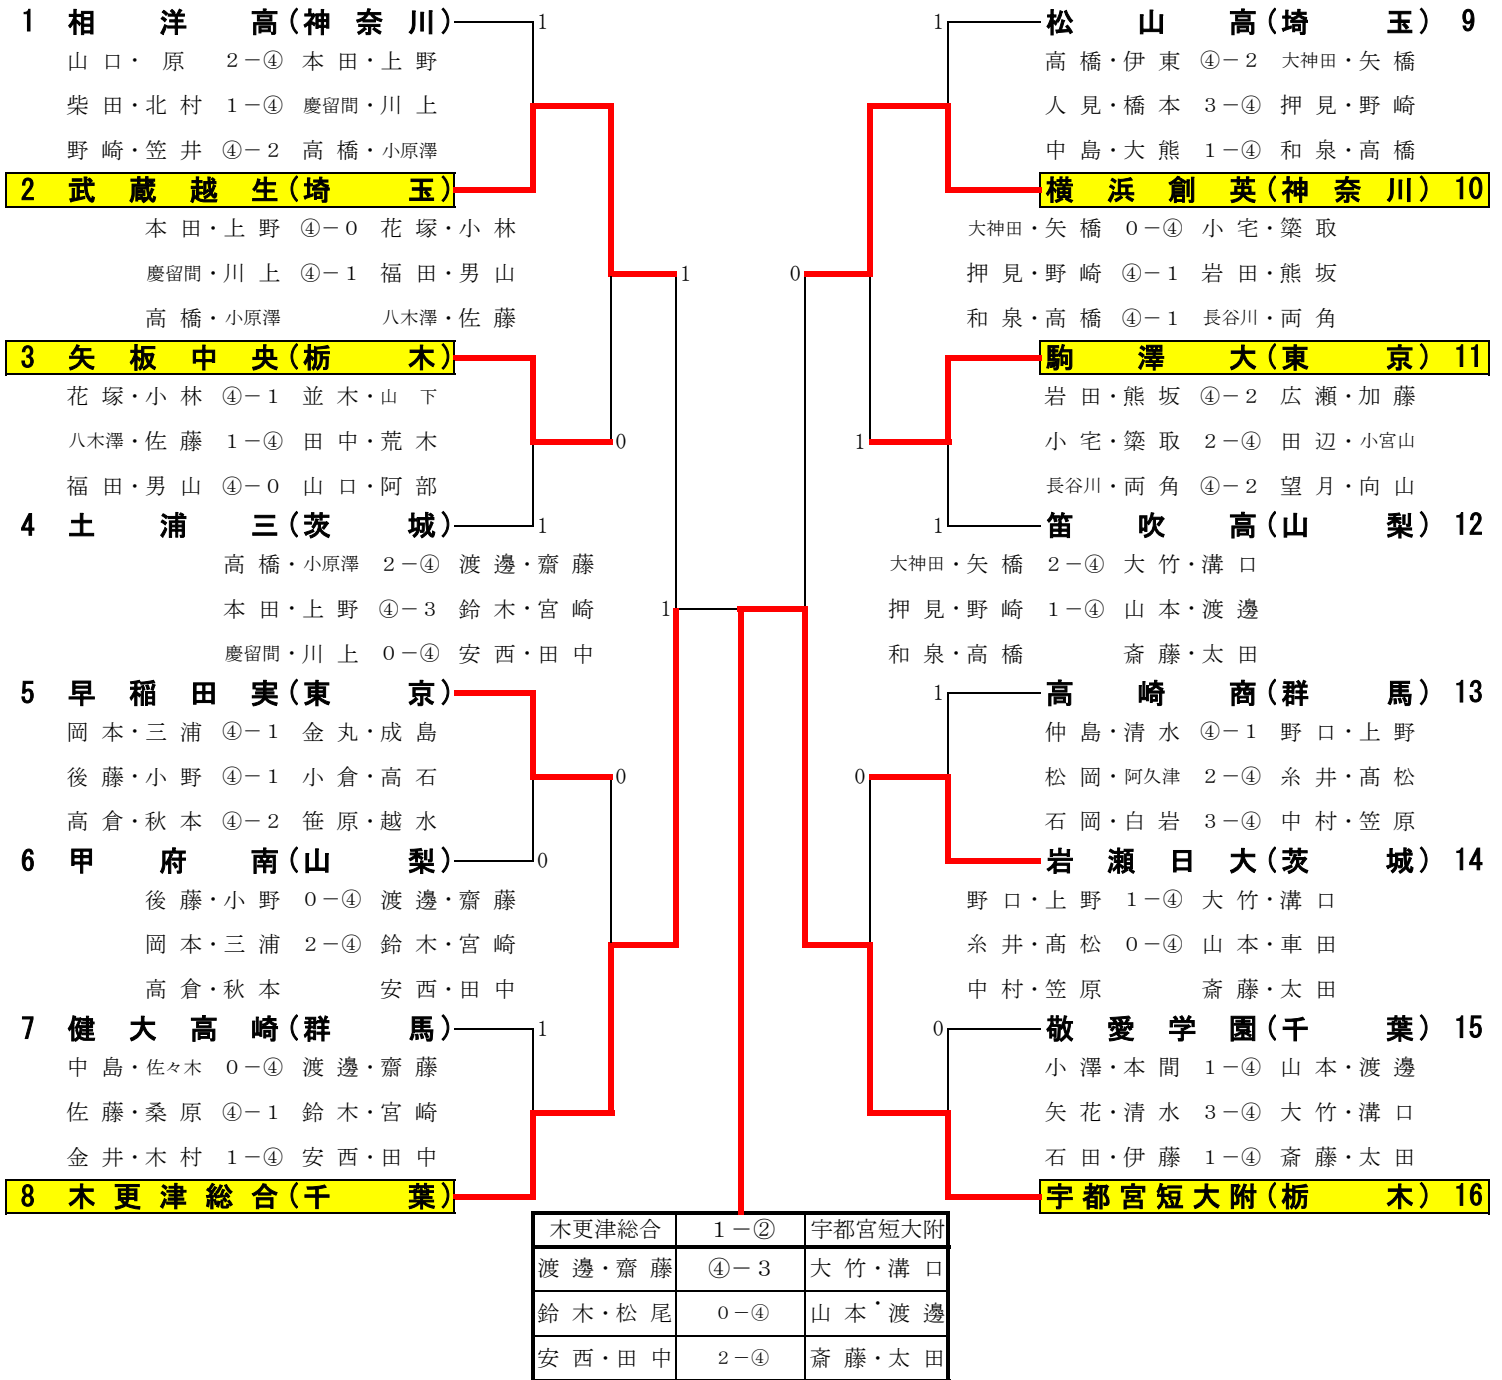 1 相洋高(神奈川) 1
山口・原 2－④ 本田・上野
柴田・北村 1－④ 慶留間・川上
野崎・笠井 ④－2 高橋・小原澤
2 武蔵越生(埼玉)
本田・上野 ④－0 花塚・小林
慶留間・川上 ④－1 福田・男山
1
高橋・小原澤 八木澤・佐藤
3 矢板中央(栃木)
花塚・小林 ④－1 並木・山下
八木澤・佐藤 1－④ 田中・荒木
0
福田・男山 ④－0 山口・阿部
4 土浦三(茨城) 1
高橋・小原澤 2－④ 渡邊・齋藤
本田・上野 ④－3 鈴木・宮崎
1
慶留間・川上 0－④ 安西・田中
5 早稲田実(東京)
岡本・三浦 ④－1 金丸・成島
後藤・小野 ④－1 小倉・高石
0
高倉・秋本 ④－2 笹原・越水
6 甲府南(山梨) 0
後藤・小野 0－④ 渡邊・齋藤
岡本・三浦 2－④ 鈴木・宮崎
高倉・秋本 安西・田中
7 健大高崎(群馬) 1
中島・佐々木 0－④ 渡邊・齋藤
佐藤・桑原 ④－1 鈴木・宮崎
金井・木村 1－④ 安西・田中
8 木更津総合(千葉)
1 松山高(埼玉) 9
高橋・伊東 ④－2 大神田・矢橋
人見・橋本 3－④ 押見・野崎
中島・大熊 1－④ 和泉・高橋
横浜創英(神奈川) 10
大神田・矢橋 0－④ 小宅・簗取
0
押見・野崎 ④－1 岩田・熊坂
和泉・高橋 ④－1 長谷川・両角
駒澤大(東京) 11
岩田・熊坂 ④－2 広瀬・加藤
1
小宅・簗取 2－④ 田辺・小宮山
長谷川・両角 ④－2 望月・向山
1 笛吹高(山梨) 12
大神田・矢橋 2－④ 大竹・溝口
押見・野崎 1－④ 山本・渡邊
和泉・高橋 斎藤・太田
1 高崎商(群馬) 13
仲島・清水 ④－1 野口・上野
0
松岡・阿久津 2－④ 糸井・髙松
石岡・白岩 3－④ 中村・笠原
岩瀬日大(茨城) 14
野口・上野 1－④ 大竹・溝口
糸井・髙松 0－④ 山本・車田
中村・笠原 斎藤・太田
0 敬愛学園(千葉) 15
小澤・本間 1－④ 山本・渡邊
矢花・清水 3－④ 大竹・溝口
石田・伊藤 1－④ 斎藤・太田
宇都宮短大附(栃木) 16
木更津総合 1－② 宇都宮短大附
渡邊・齋藤 ④－3 大竹・溝口
鈴木・松尾 0－④ 山本・渡邊
安西・田中 2－④ 斎藤・太田